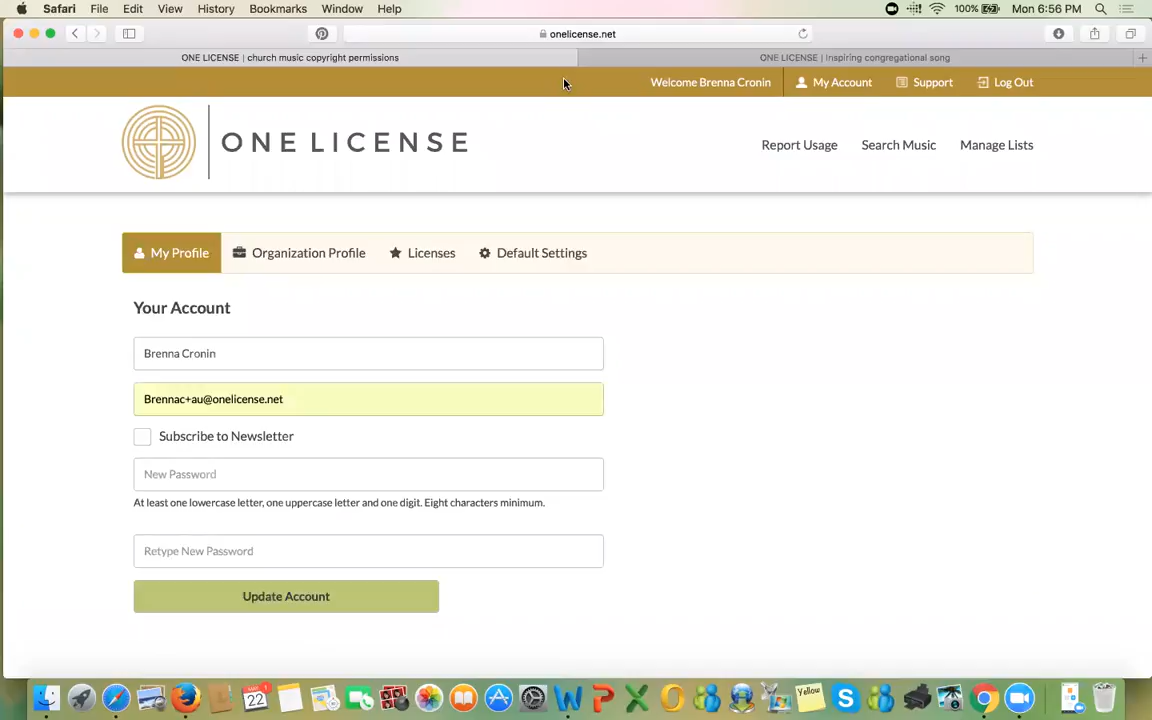 Safari File Edit View History Bookmarks Window Help 100% Mon 6:56 PM
onelicense.net
ONE LICENSE | church music copyright permissions ONE LICENSE | Inspiring congregational song
Welcome Brenna Cronin My Account Support Log Out
ONE LICENSE
Report Usage Search Music Manage Lists
My Profile Organization Profile Licenses Default Settings
Your Account
Brenna Cronin
Brennac+au@onelicense.net
Subscribe to Newsletter
New Password
At least one lowercase letter, one uppercase letter and one digit. Eight characters minimum.
Retype New Password
Update Account
22 Yellow